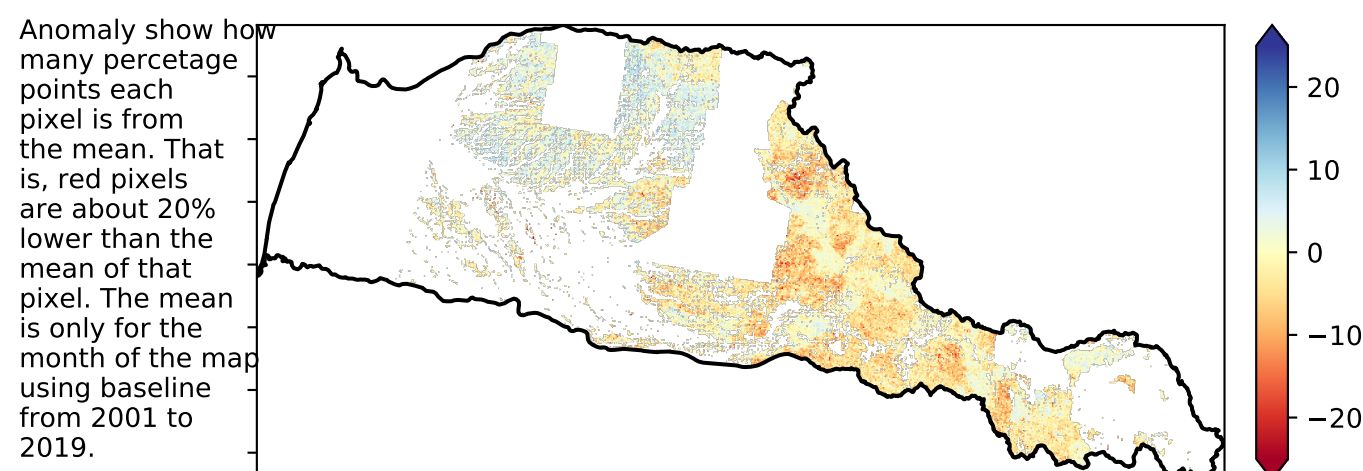 Anomaly show how
many percetage
points each
pixel is from
the mean. That
is, red pixels
are about 20%
lower than the
mean of that
pixel. The mean
is only for the
month of the map
using baseline
from 2001 to
2019.
20
10
0
−10
−20